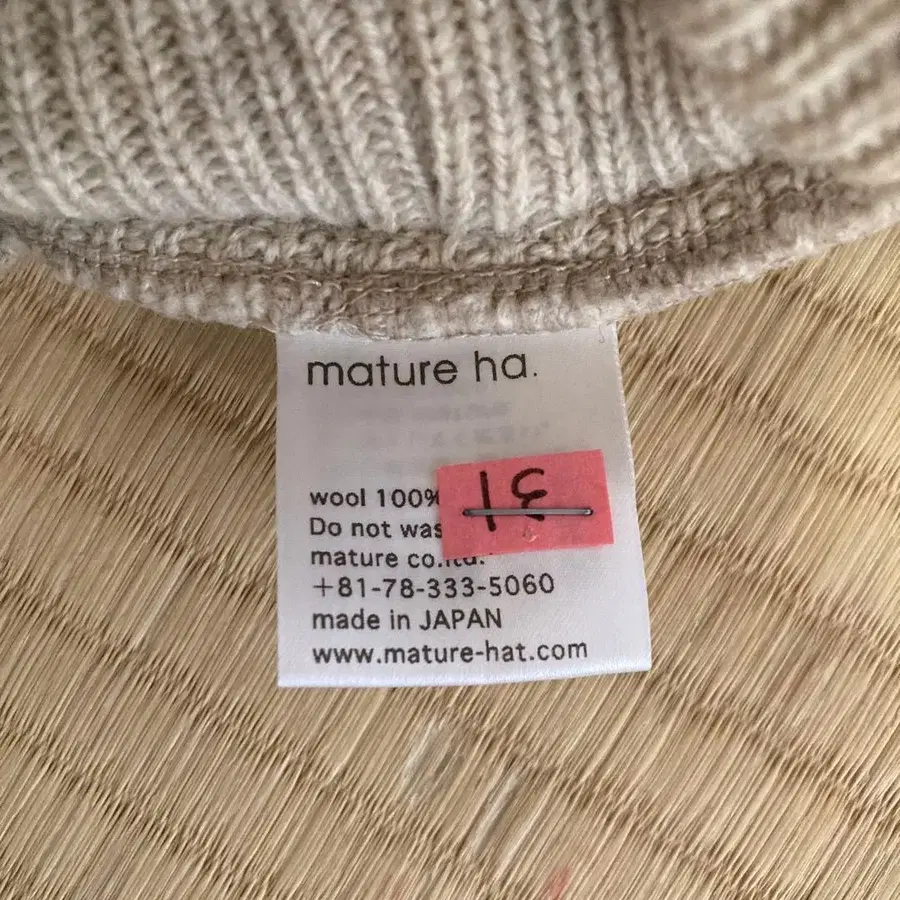 mature ha.
wool 100%
Do not
mature co.ltd.
+81-78-333-5060
made in JAPAN
www.mature-hat.com